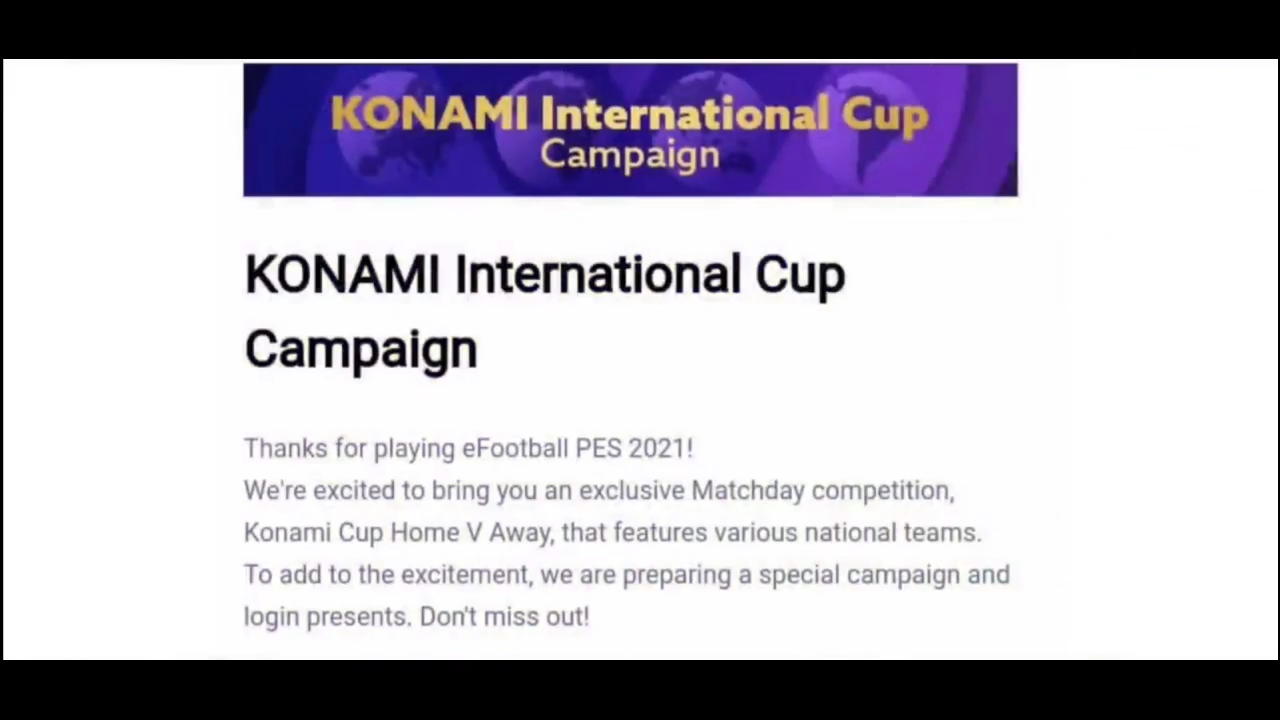 KONAMI International Cup
Campaign
KONAMI International Cup
Campaign
Thanks for playing eFootball PES 2021!
We're excited to bring you an exclusive Matchday competition,
Konami Cup Home V Away, that features various national teams.
To add to the excitement, we are preparing a special campaign and
login presents. Don't miss out!